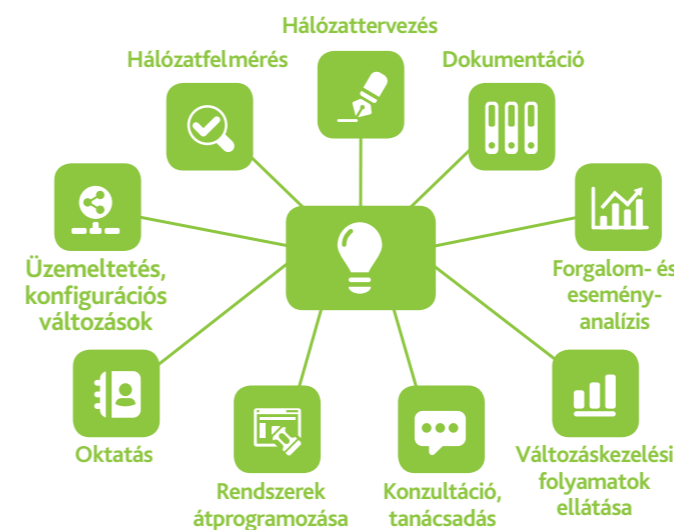 Hálózattervezés
Hálózatfelmérés
Dokumentáció
Üzemeltetés,
konfigurációs
változások
Forgalom- és
esemény-
analízis
Oktatás
Rendszerek
átprogramozása
Konzultáció,
tanácsadás
Változáskezelési
folyamatok
ellátása